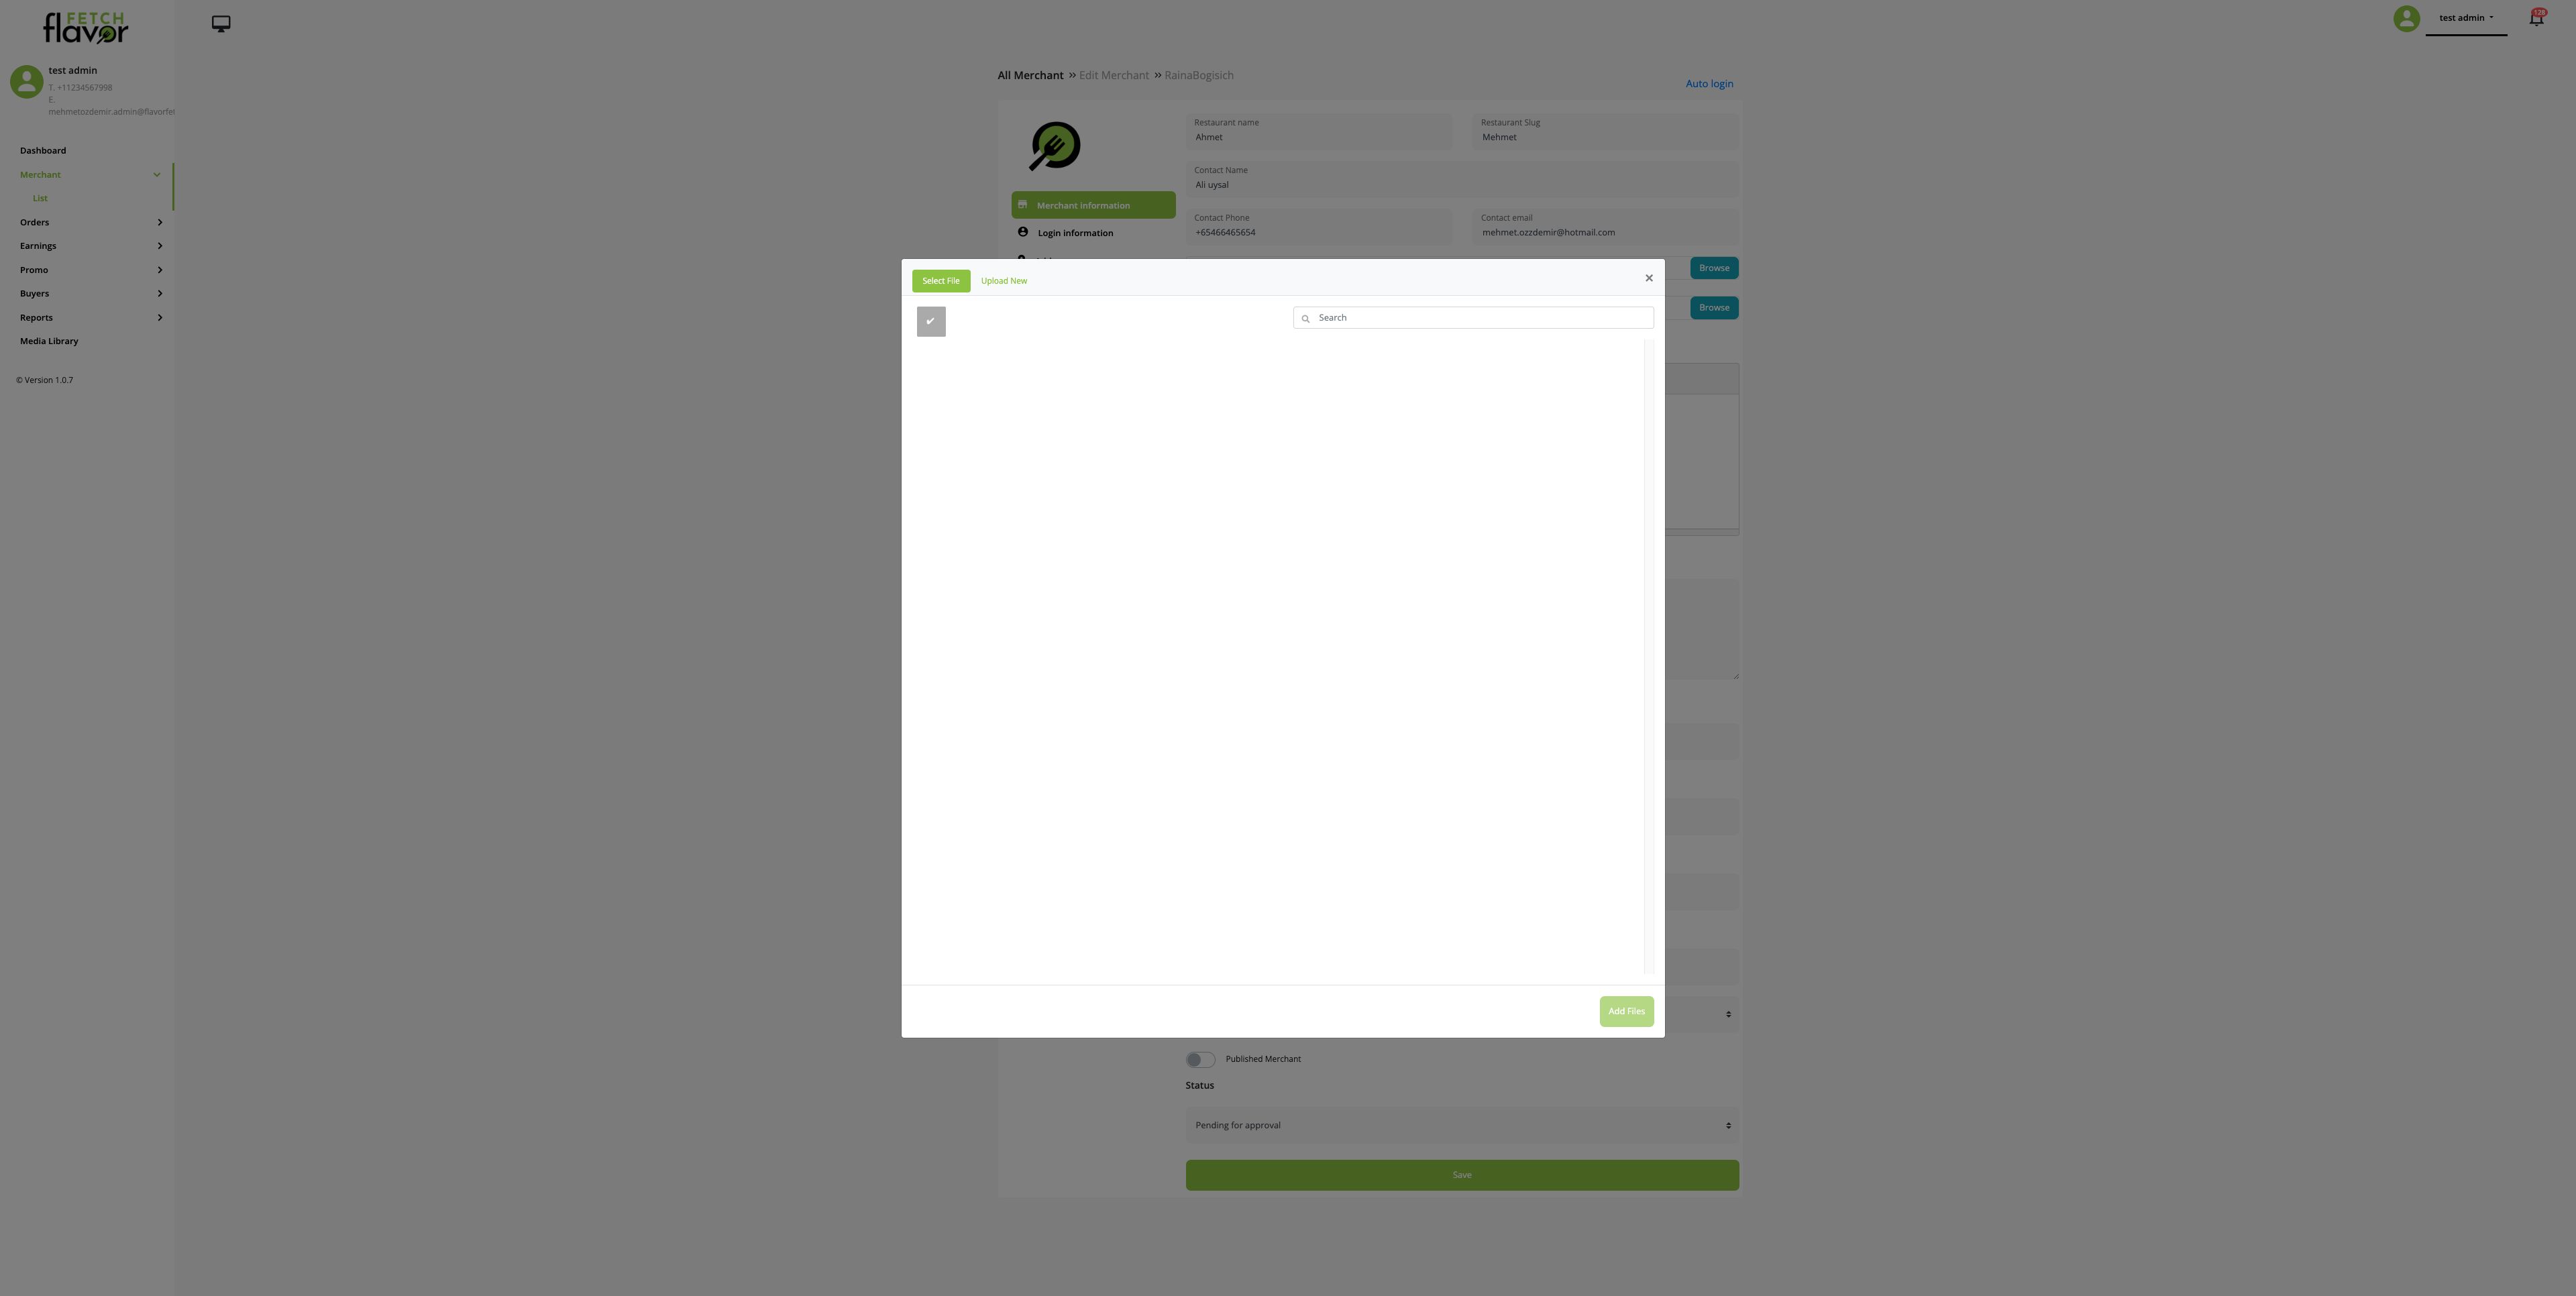 FETCH
flavor
test admin
128
test admin
T. +11234567998
E.
mehmetozdemir.admin@flavorfe
Dashboard
Merchant
List
Orders
Earnings
Promo
Buyers
Reports
Media Library
© Version 1.0.7
All Merchant » Edit Merchant » RainaBogisich
Auto login
Merchant information
Login information
Restaurant name
Ahmet
Restaurant Slug
Mehmet
Contact Name
Ali uysal
Contact Phone
+65466465654
Contact email
mehmet.ozzdemir@hotmail.com
Browse
Browse
Select File
Upload New
×
Search
Add Files
Published Merchant
Status
Pending for approval
Save